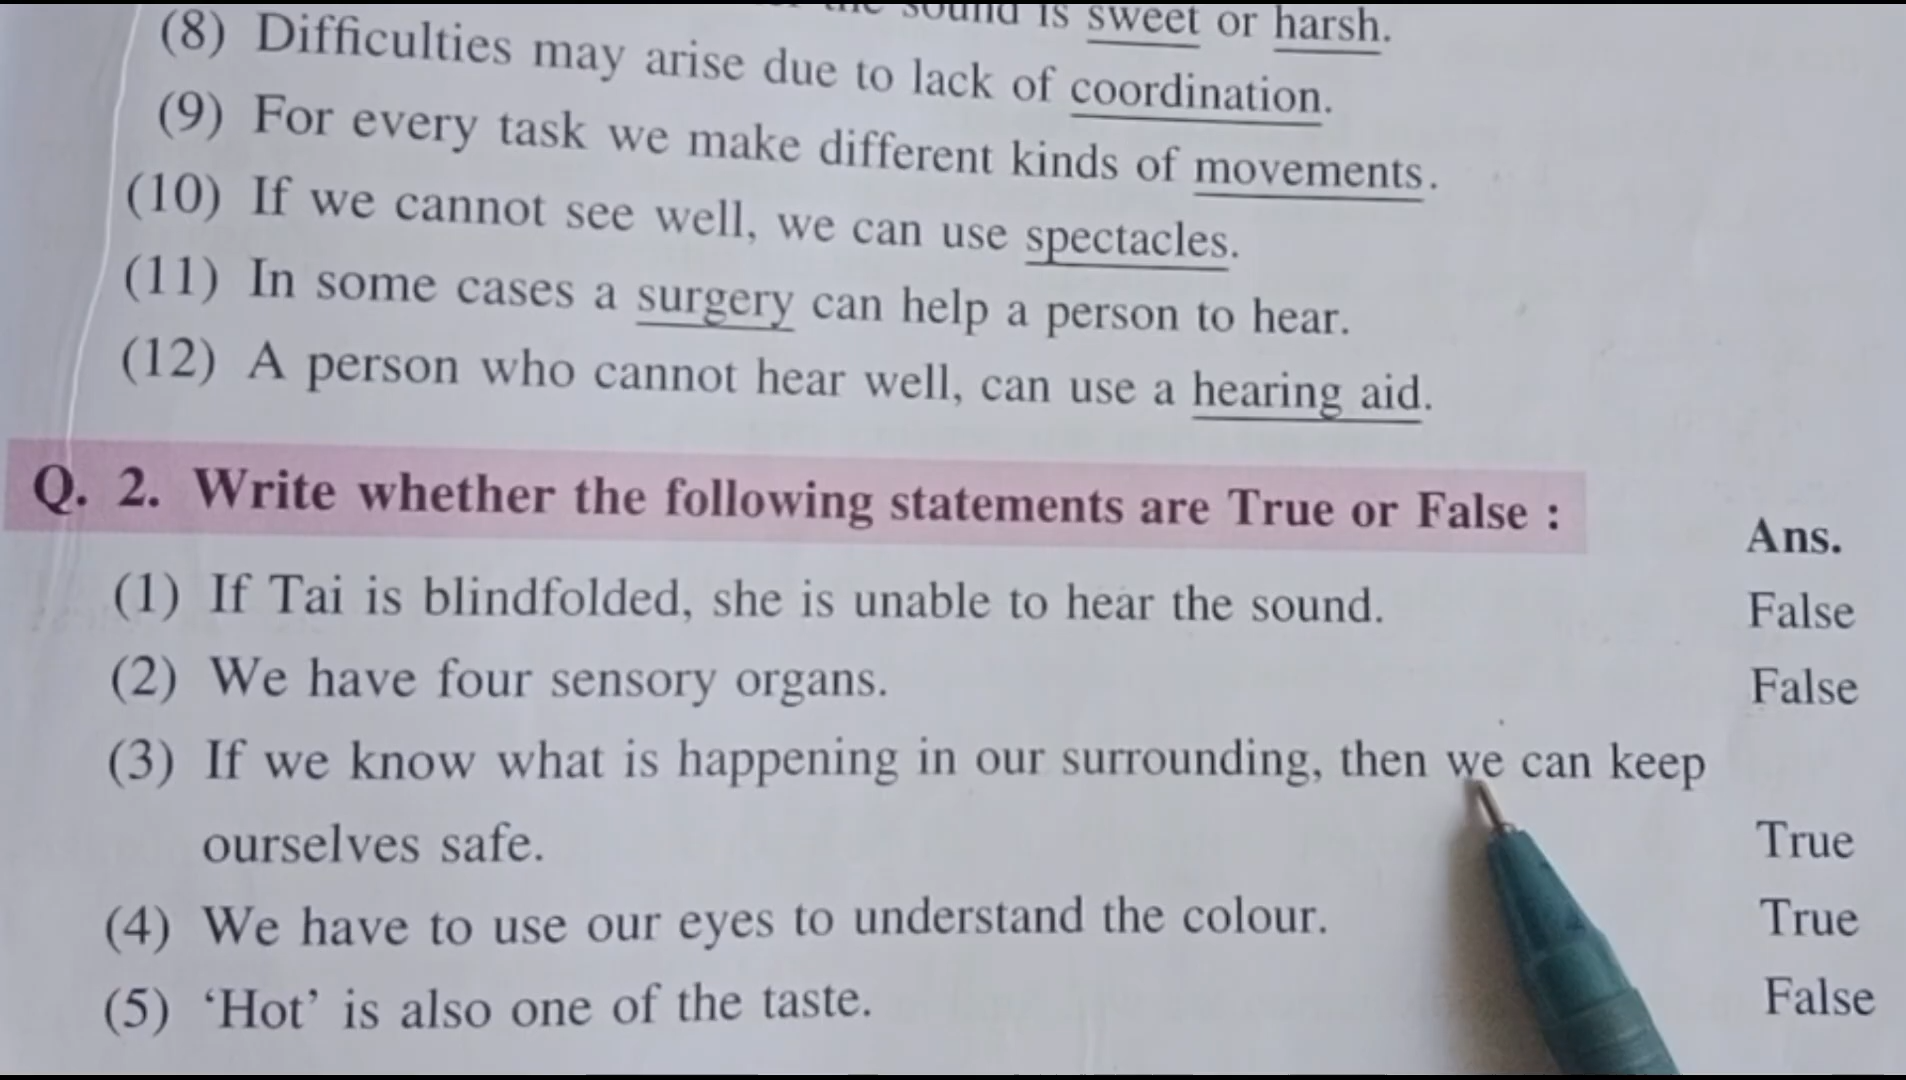 the sound is sweet or harsh.
(8) Difficulties may arise due to lack of coordination.
(9) For every task we make different kinds of movements.
(10) If we cannot see well, we can use spectacles.
(11) In some cases a surgery can help a person to hear.
(12) A person who cannot hear well, can use a hearing aid.
Q. 2. Write whether the following statements are True or False :
Ans.
(1) If Tai is blindfolded, she is unable to hear the sound. False
(2) We have four sensory organs. False
(3) If we know what is happening in our surrounding, then we can keep
ourselves safe. True
(4) We have to use our eyes to understand the colour. True
(5) ‘Hot’ is also one of the taste. False